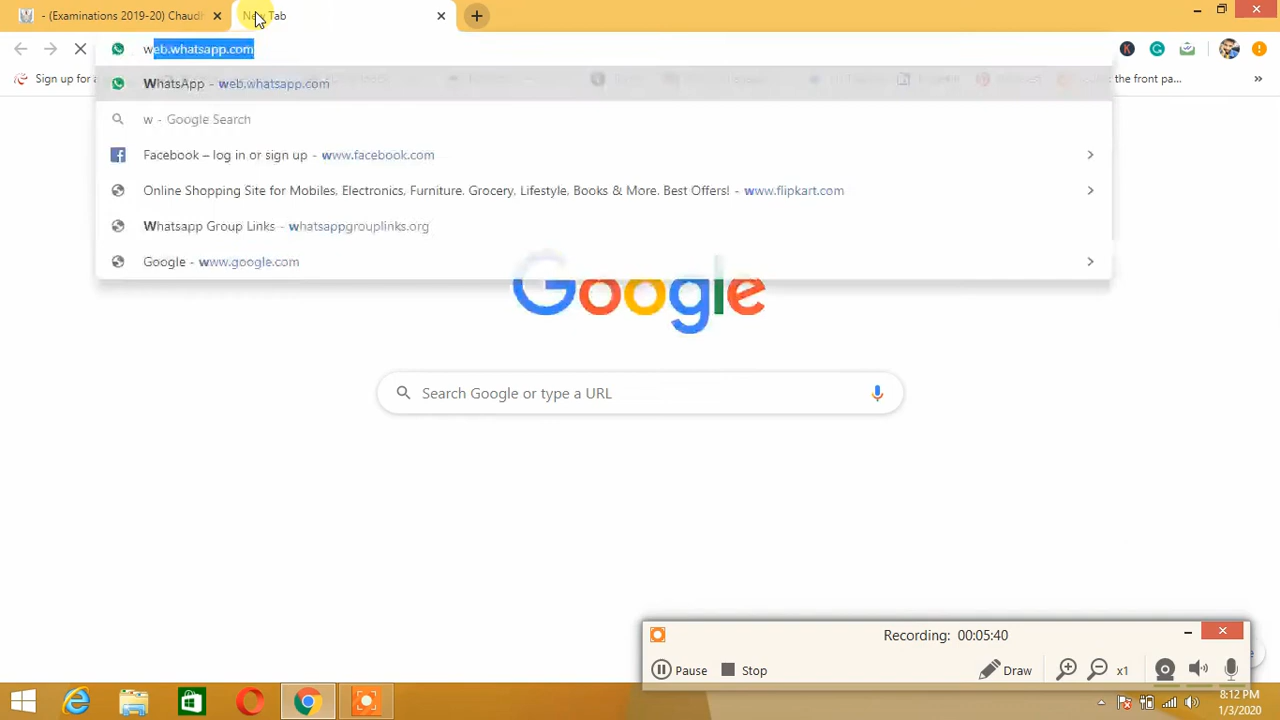 - (Examinations 2019-20) Chaudh
New Tab
web.whatsapp.com
Sign up for a
the front pa...
WhatsApp - web.whatsapp.com
w - Google Search
Facebook – log in or sign up - www.facebook.com
Online Shopping Site for Mobiles, Electronics, Furniture, Grocery, Lifestyle, Books & More. Best Offers! - www.flipkart.com
Whatsapp Group Links - whatsappgrouplinks.org
Google - www.google.com
Google
Search Google or type a URL
Recording: 00:05:40
Pause
Stop
Draw
x1
8:12 PM
1/3/2020